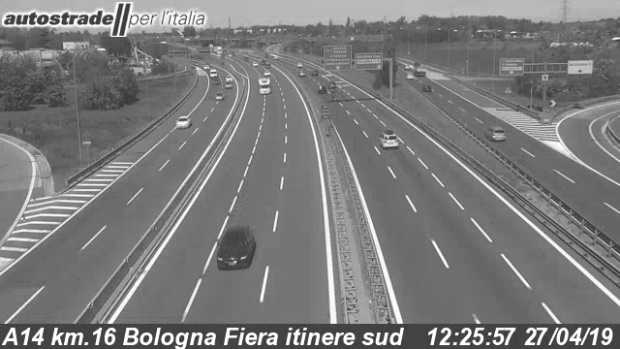 autostrade//per l'italia
A14 km.16 Bologna Fiera itinere sud 12:25:57 27/04/19